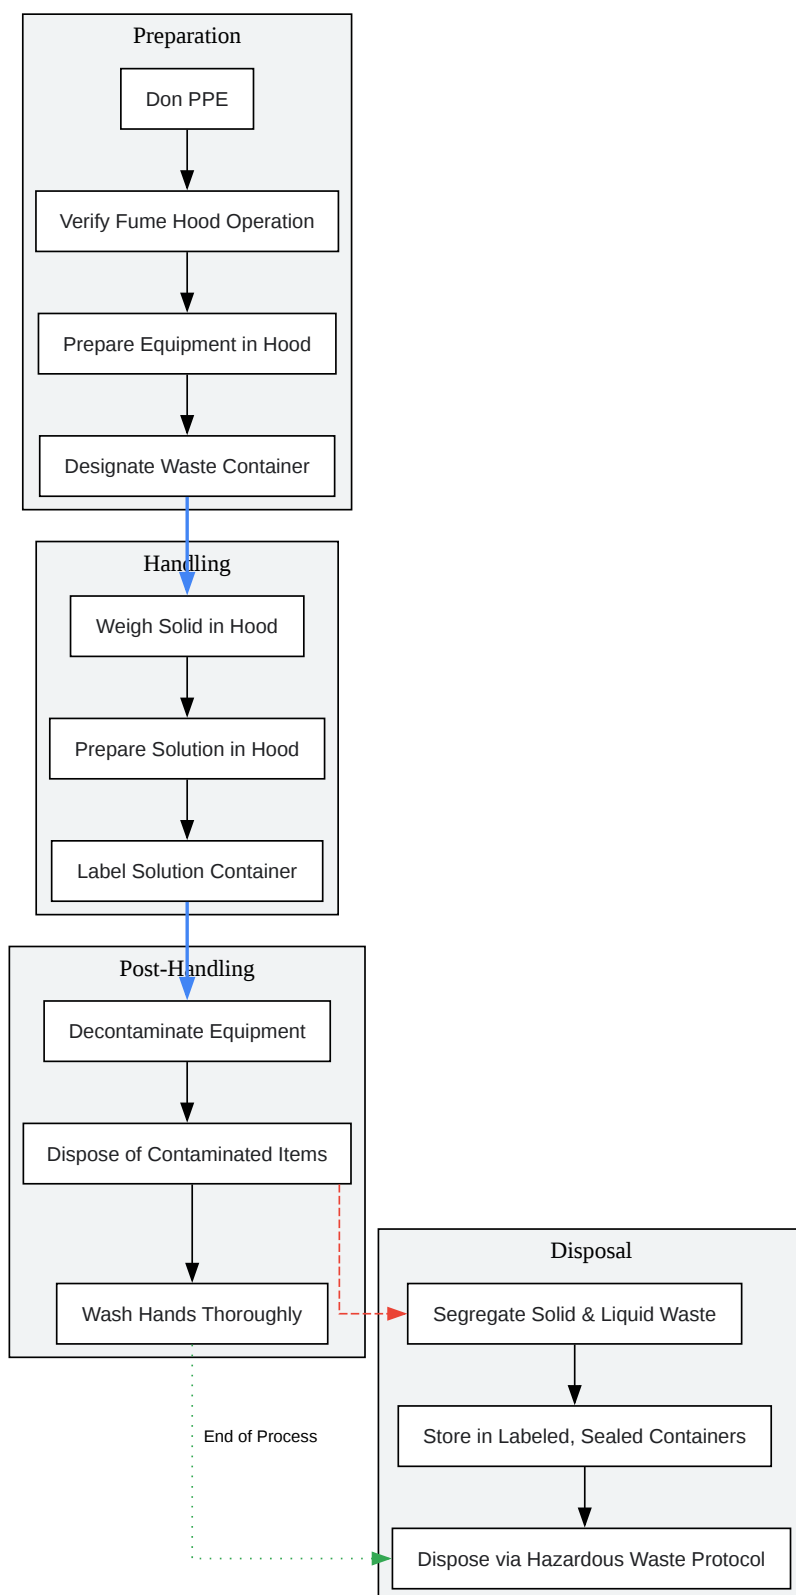 Preparation
Don PPE
Verify Fume Hood Operation
Prepare Equipment in Hood
Designate Waste Container
Handling
Weigh Solid in Hood
Prepare Solution in Hood
Label Solution Container
Post-Handling
Decontaminate Equipment
Dispose of Contaminated Items
Wash Hands Thoroughly
Disposal
Segregate Solid & Liquid Waste
End of Process
Store in Labeled, Sealed Containers
Dispose via Hazardous Waste Protocol